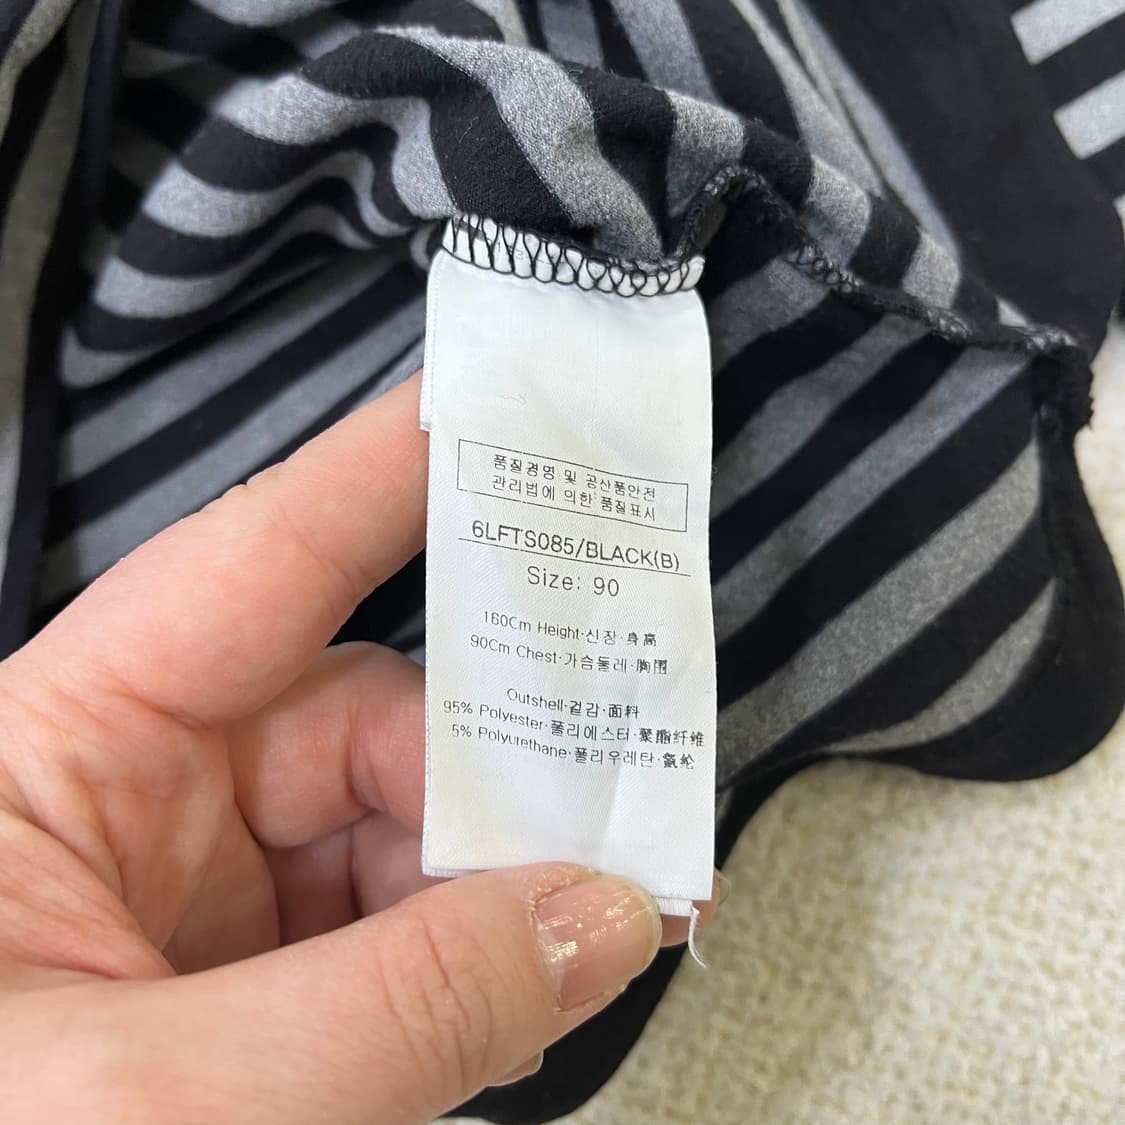 품질경영 및 공산품안전
관리법에 의한 품질표시
6LFTS085/BLACK(B)
Size: 90
160Cm Height·신장·身高
90Cm Chest·가슴둘레·胸围
Outshell·겉감·面料
95% Polyester·폴리에스터·聚酯纤维
5% Polyurethane·폴리우레탄·氨纶